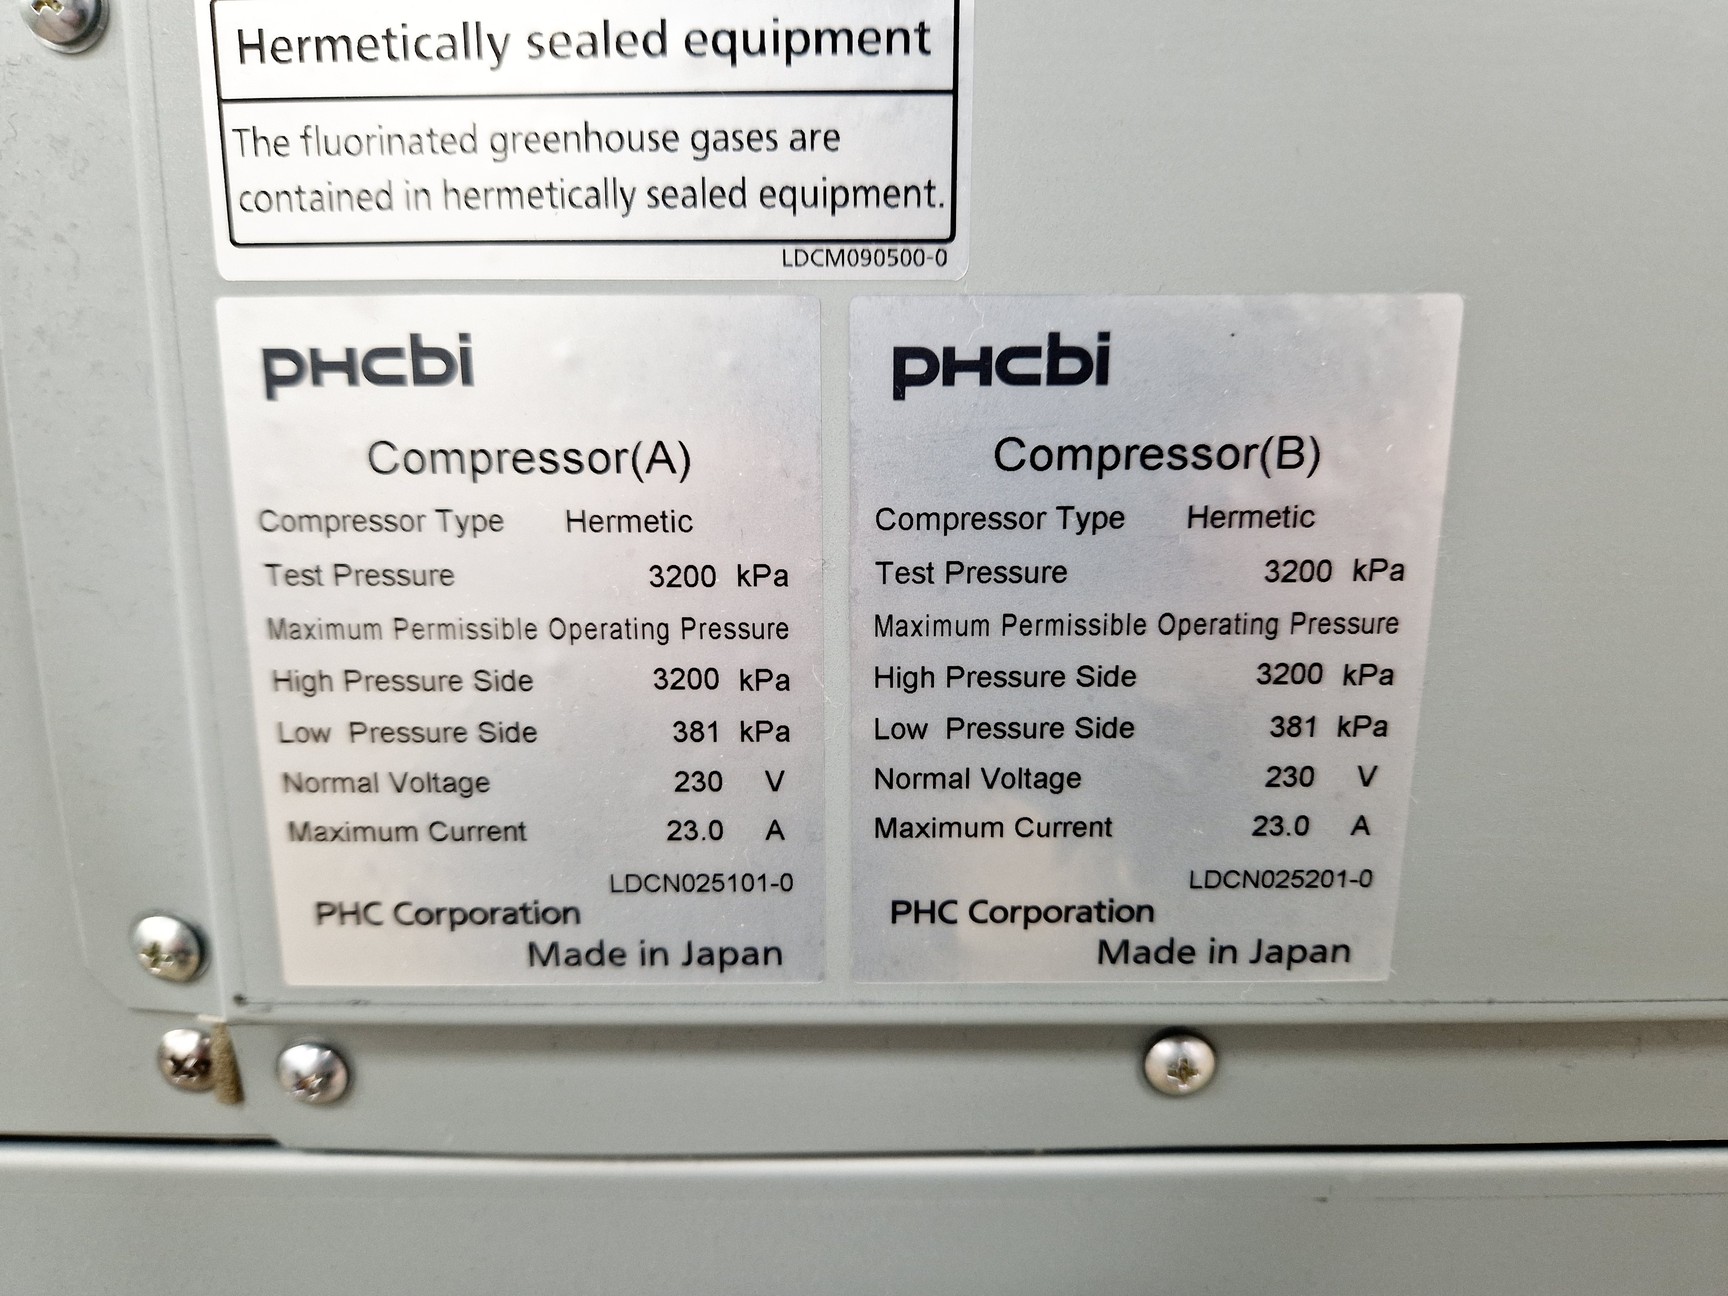 Hermetically sealed equipment
The fluorinated greenhouse gases are
contained in hermetically sealed equipment.
LDCM090500-0
PHCbi
Compressor(A)
Compressor Type Hermetic
Test Pressure 3200 kPa
Maximum Permissible Operating Pressure
High Pressure Side 3200 kPa
Low Pressure Side 381 kPa
Normal Voltage 230 V
Maximum Current 23.0 A
LDCN025101-0
PHC Corporation
Made in Japan
PHCbi
Compressor(B)
Compressor Type Hermetic
Test Pressure 3200 kPa
Maximum Permissible Operating Pressure
High Pressure Side 3200 kPa
Low Pressure Side 381 kPa
Normal Voltage 230 V
Maximum Current 23.0 A
LDCN025201-0
PHC Corporation
Made in Japan